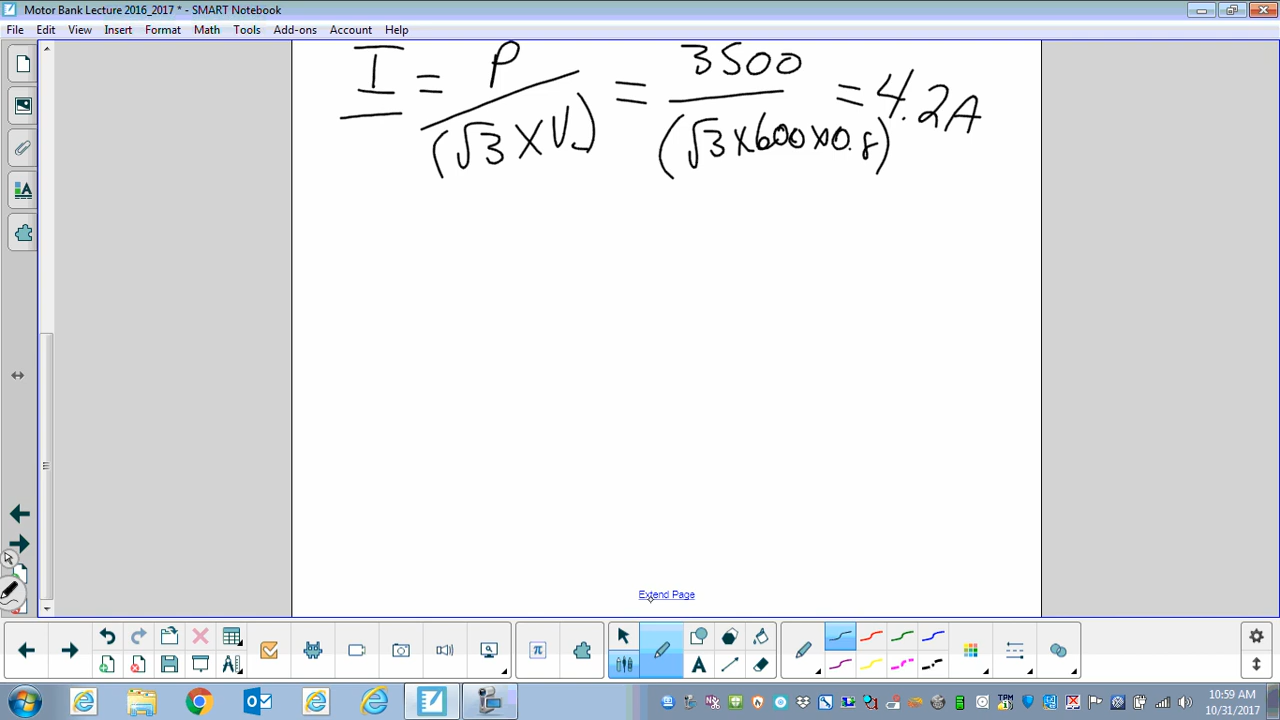 Motor Bank Lecture 2016_2017 * - SMART Notebook
File Edit View Insert Format Math Tools Add-ons Account Help
I = P / (√3 X V.) = 3500 / (√3 X 600 X 0.8) = 4.2A
Extend Page
10:59 AM
10/31/2017